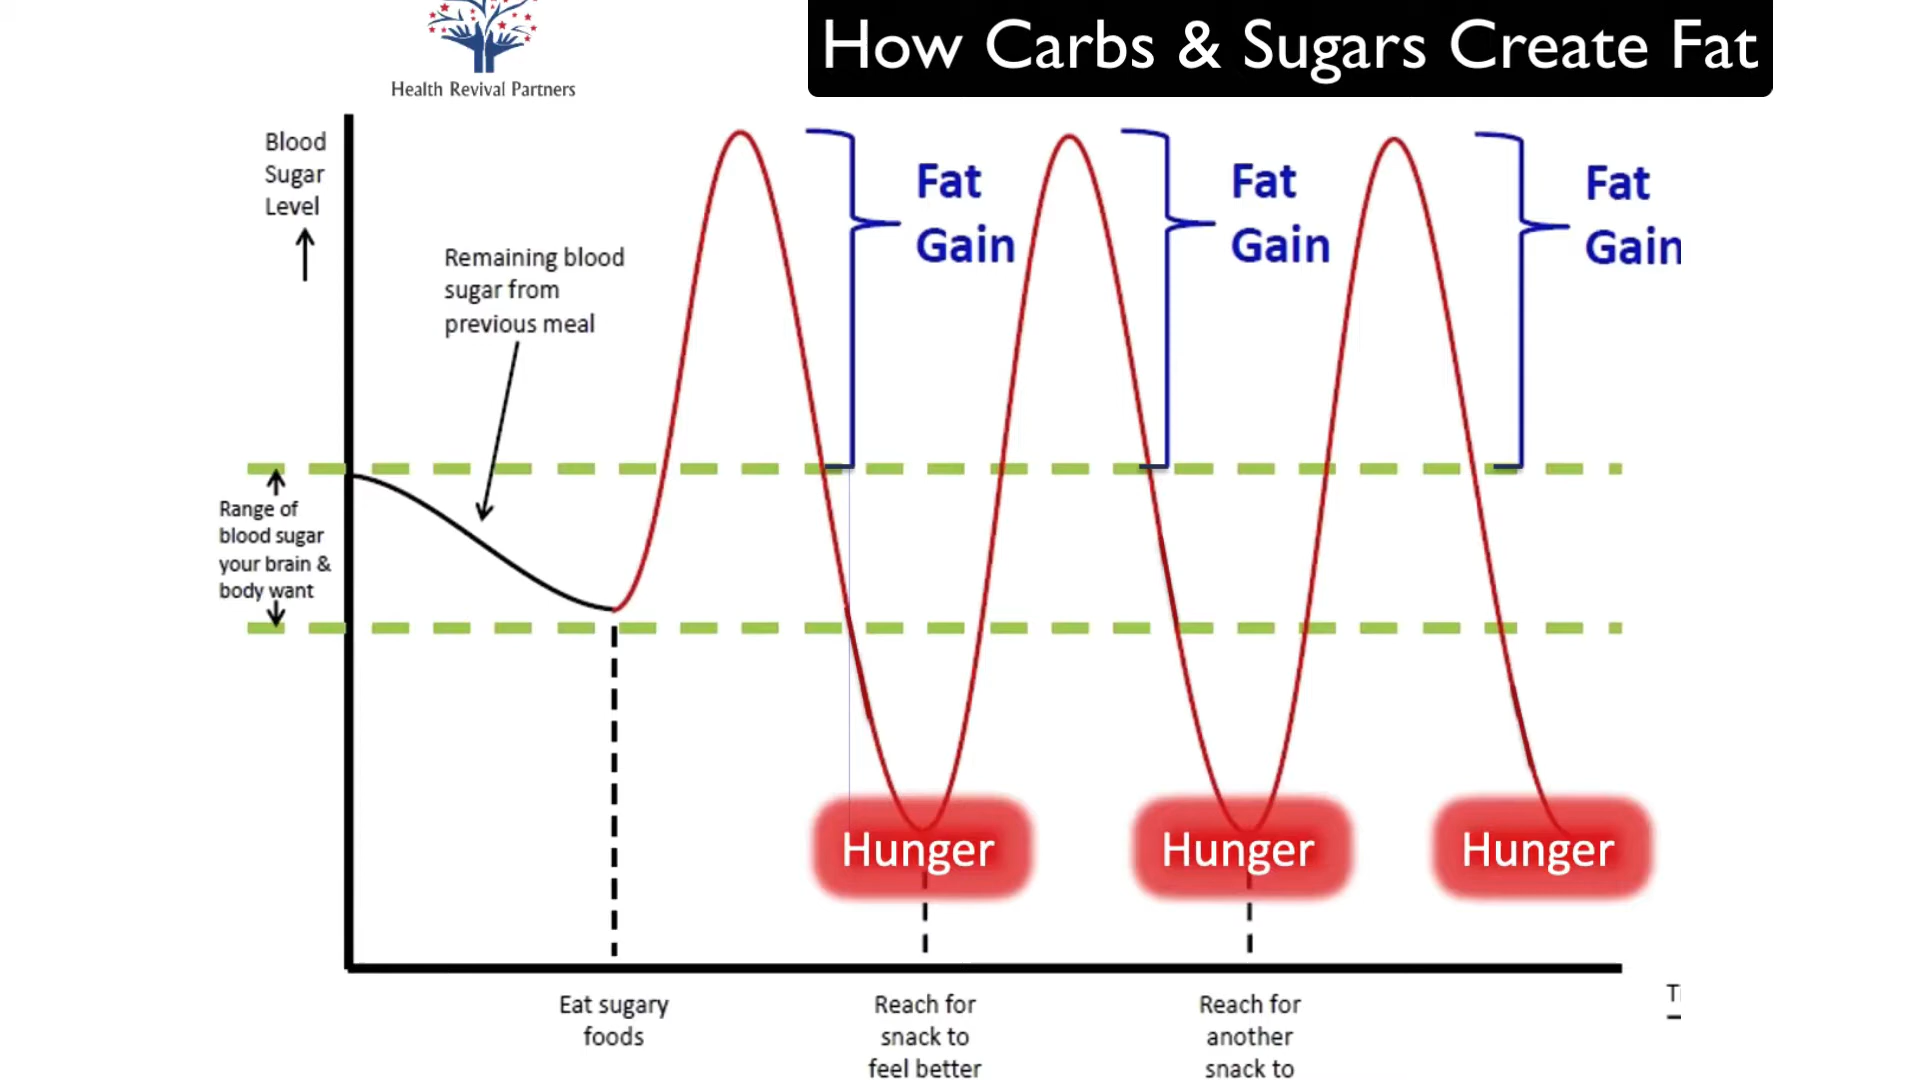 How Carbs & Sugars Create Fat
Health Revival Partners
Blood
Sugar
Level
Remaining blood
sugar from
previous meal
Fat
Gain
Fat
Gain
Fat
Gain
Range of
blood sugar
your brain &
body want
Hunger
Hunger
Hunger
Eat sugary
foods
Reach for
snack to
feel better
Reach for
another
snack to